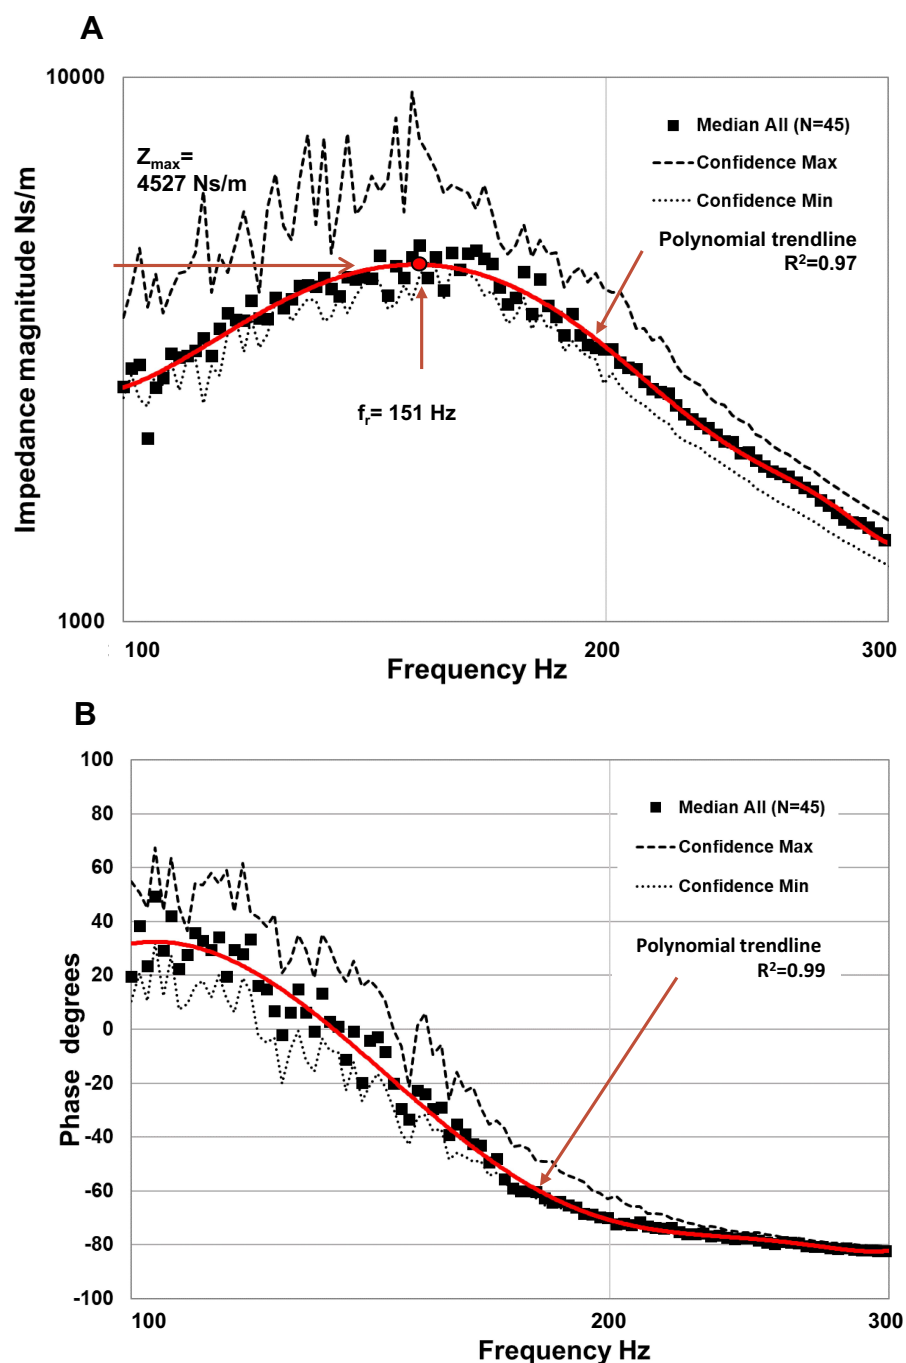 A
10000
Z_max=
4527 Ns/m
Median All (N=45)
Confidence Max
Confidence Min
Polynomial trendline
R²=0.97
f_r= 151 Hz
Impedance magnitude Ns/m
1000
100
200
300
Frequency Hz
B
100
80
60
40
20
0
-20
-40
-60
-80
-100
Median All (N=45)
Confidence Max
Confidence Min
Polynomial trendline
R²=0.99
Phase degrees
100
200
300
Frequency Hz